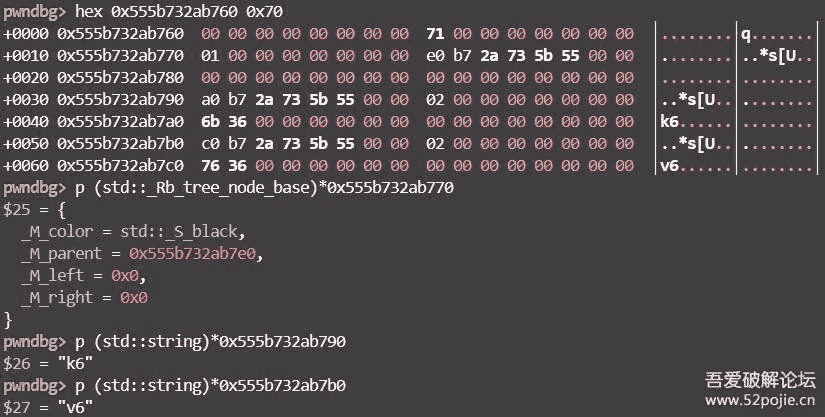 pwndbg> hex 0x555b732ab760 0x70
+0000 0x555b732ab760 00 00 00 00 00 00 00 00 71 00 00 00 00 00 00 00 |........|q.......|
+0010 0x555b732ab770 01 00 00 00 00 00 00 00 e0 b7 2a 73 5b 55 00 00 |........|..*s[U..|
+0020 0x555b732ab780 00 00 00 00 00 00 00 00 00 00 00 00 00 00 00 00 |........|........|
+0030 0x555b732ab790 a0 b7 2a 73 5b 55 00 00 02 00 00 00 00 00 00 00 |..*s[U..|........|
+0040 0x555b732ab7a0 6b 36 00 00 00 00 00 00 00 00 00 00 00 00 00 00 |k6......|........|
+0050 0x555b732ab7b0 c0 b7 2a 73 5b 55 00 00 02 00 00 00 00 00 00 00 |..*s[U..|........|
+0060 0x555b732ab7c0 76 36 00 00 00 00 00 00 00 00 00 00 00 00 00 00 |v6......|........|
pwndbg> p (std::_Rb_tree_node_base)*0x555b732ab770
$25 = {
  _M_color = std::_S_black,
  _M_parent = 0x555b732ab7e0,
  _M_left = 0x0,
  _M_right = 0x0
}
pwndbg> p (std::string)*0x555b732ab790
$26 = "k6"
pwndbg> p (std::string)*0x555b732ab7b0
$27 = "v6"
吾爱破解论坛
www.52pojie.cn